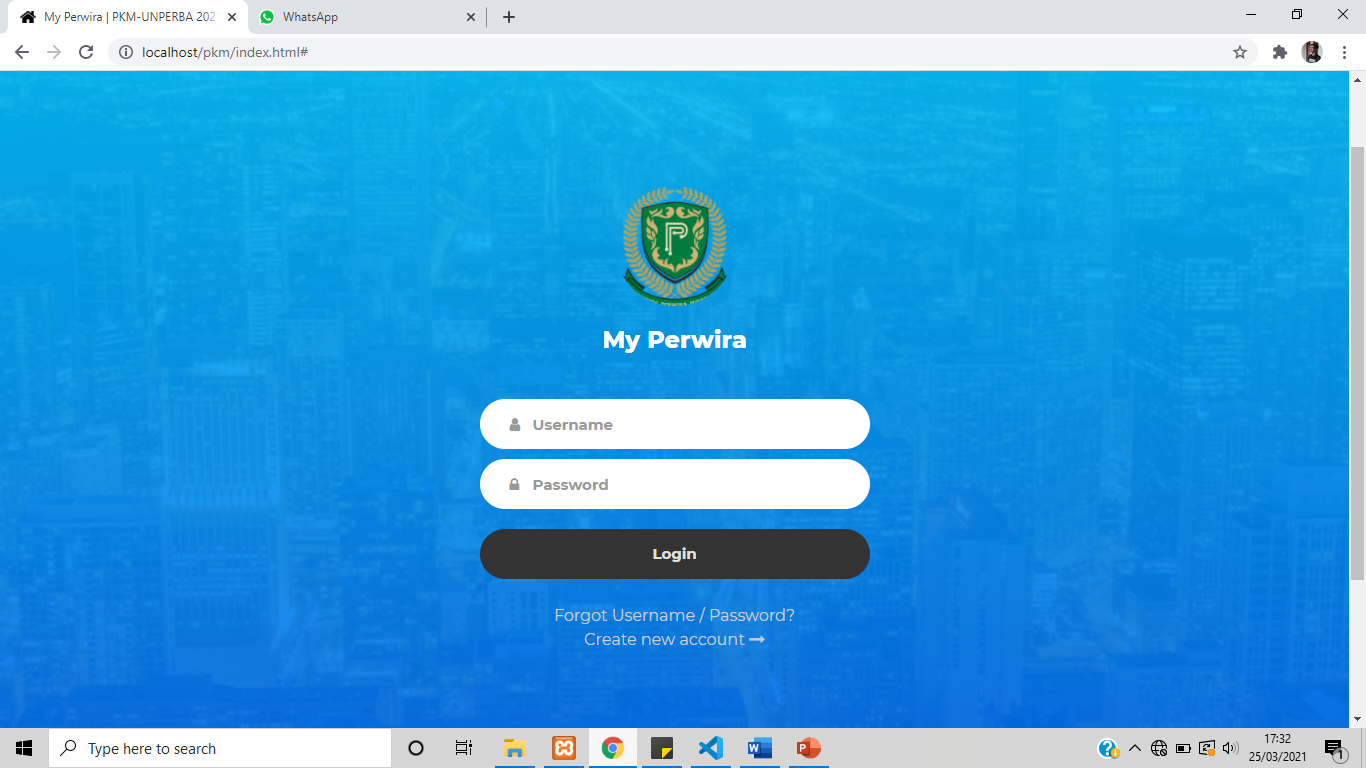 My Perwira | PKM-UNPERBA 202
WhatsApp
localhost/pkm/index.html#
P
My Perwira
Username
Password
Login
Forgot Username / Password?
Create new account
Type here to search
17:32
25/03/2021
1